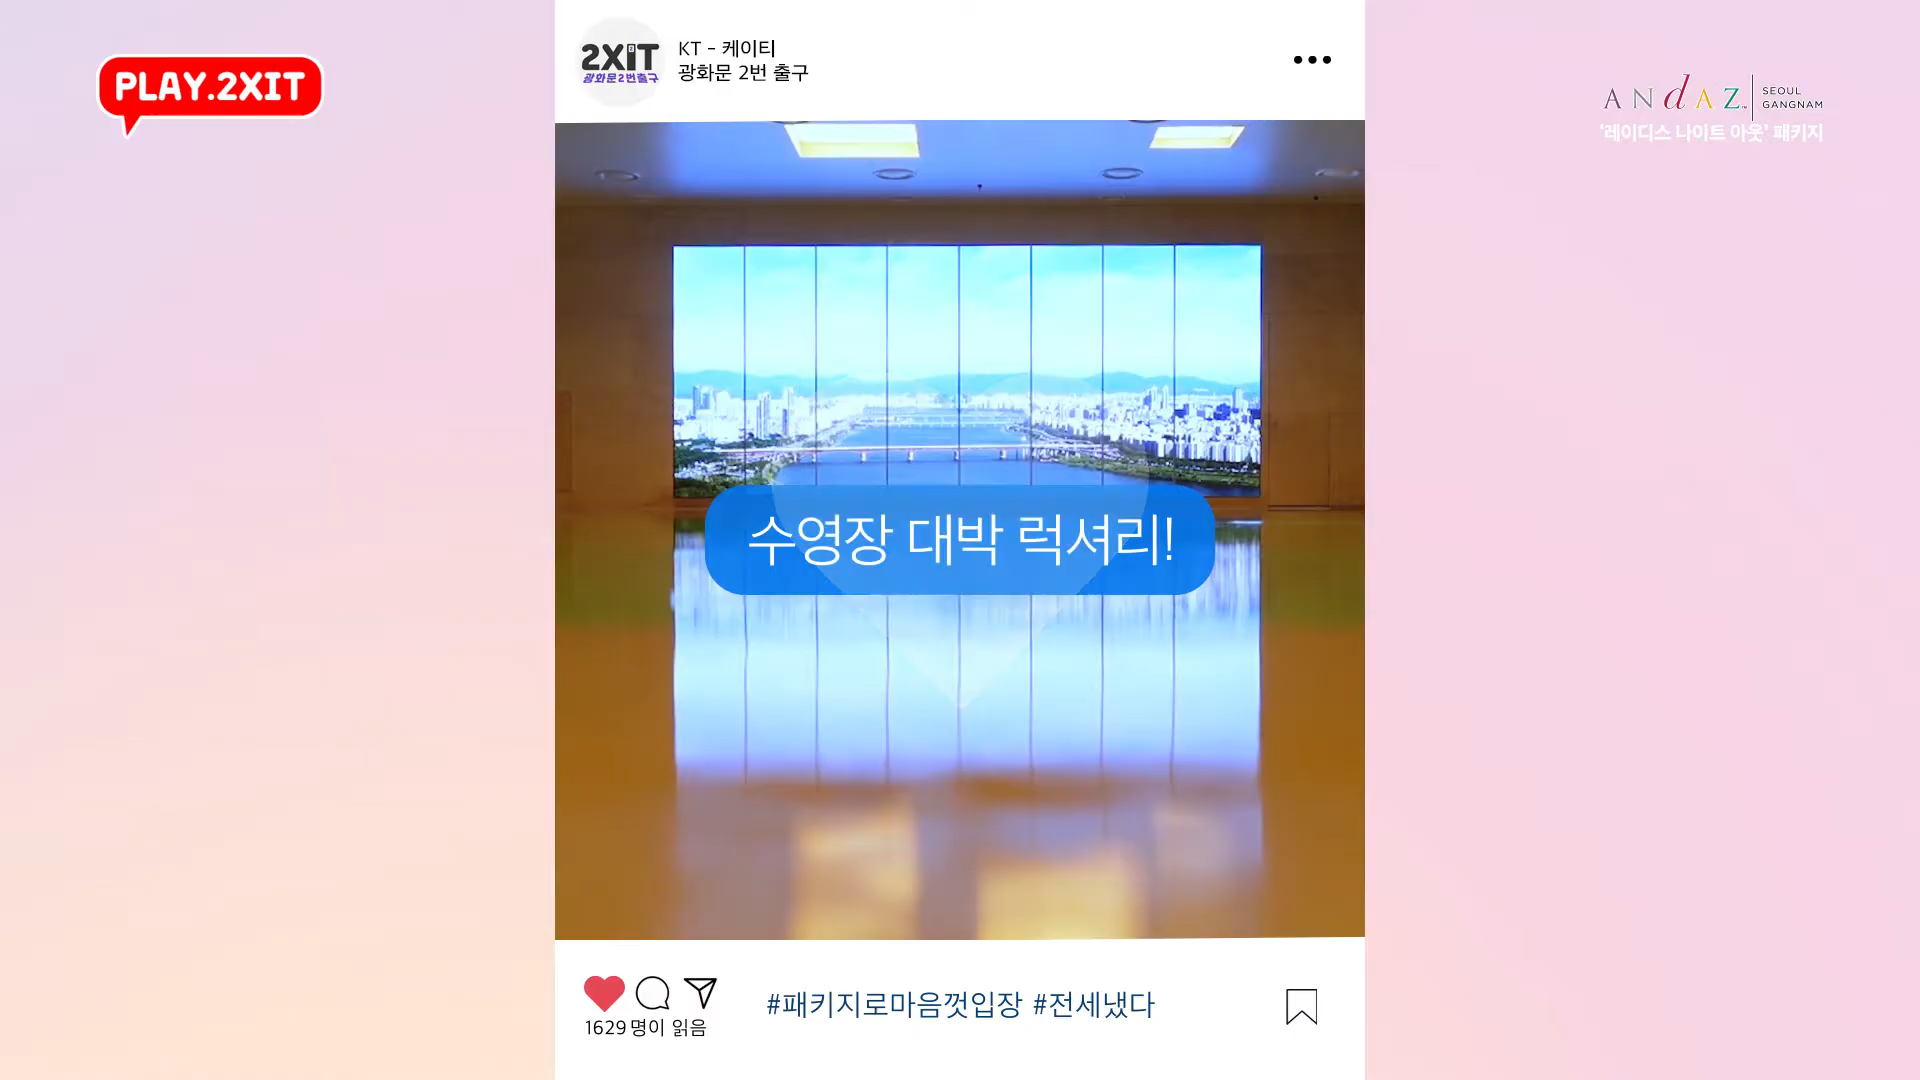 PLAY.2XIT
2XIT
광화문2번출구
KT - 케이티
광화문 2번 출구
ANdAZ™
SEOUL
GANGNAM
'레이디스 나이트 아웃' 패키지
수영장 대박 럭셔리!
#패키지로마음껏입장 #전세냈다
1629 명이 읽음